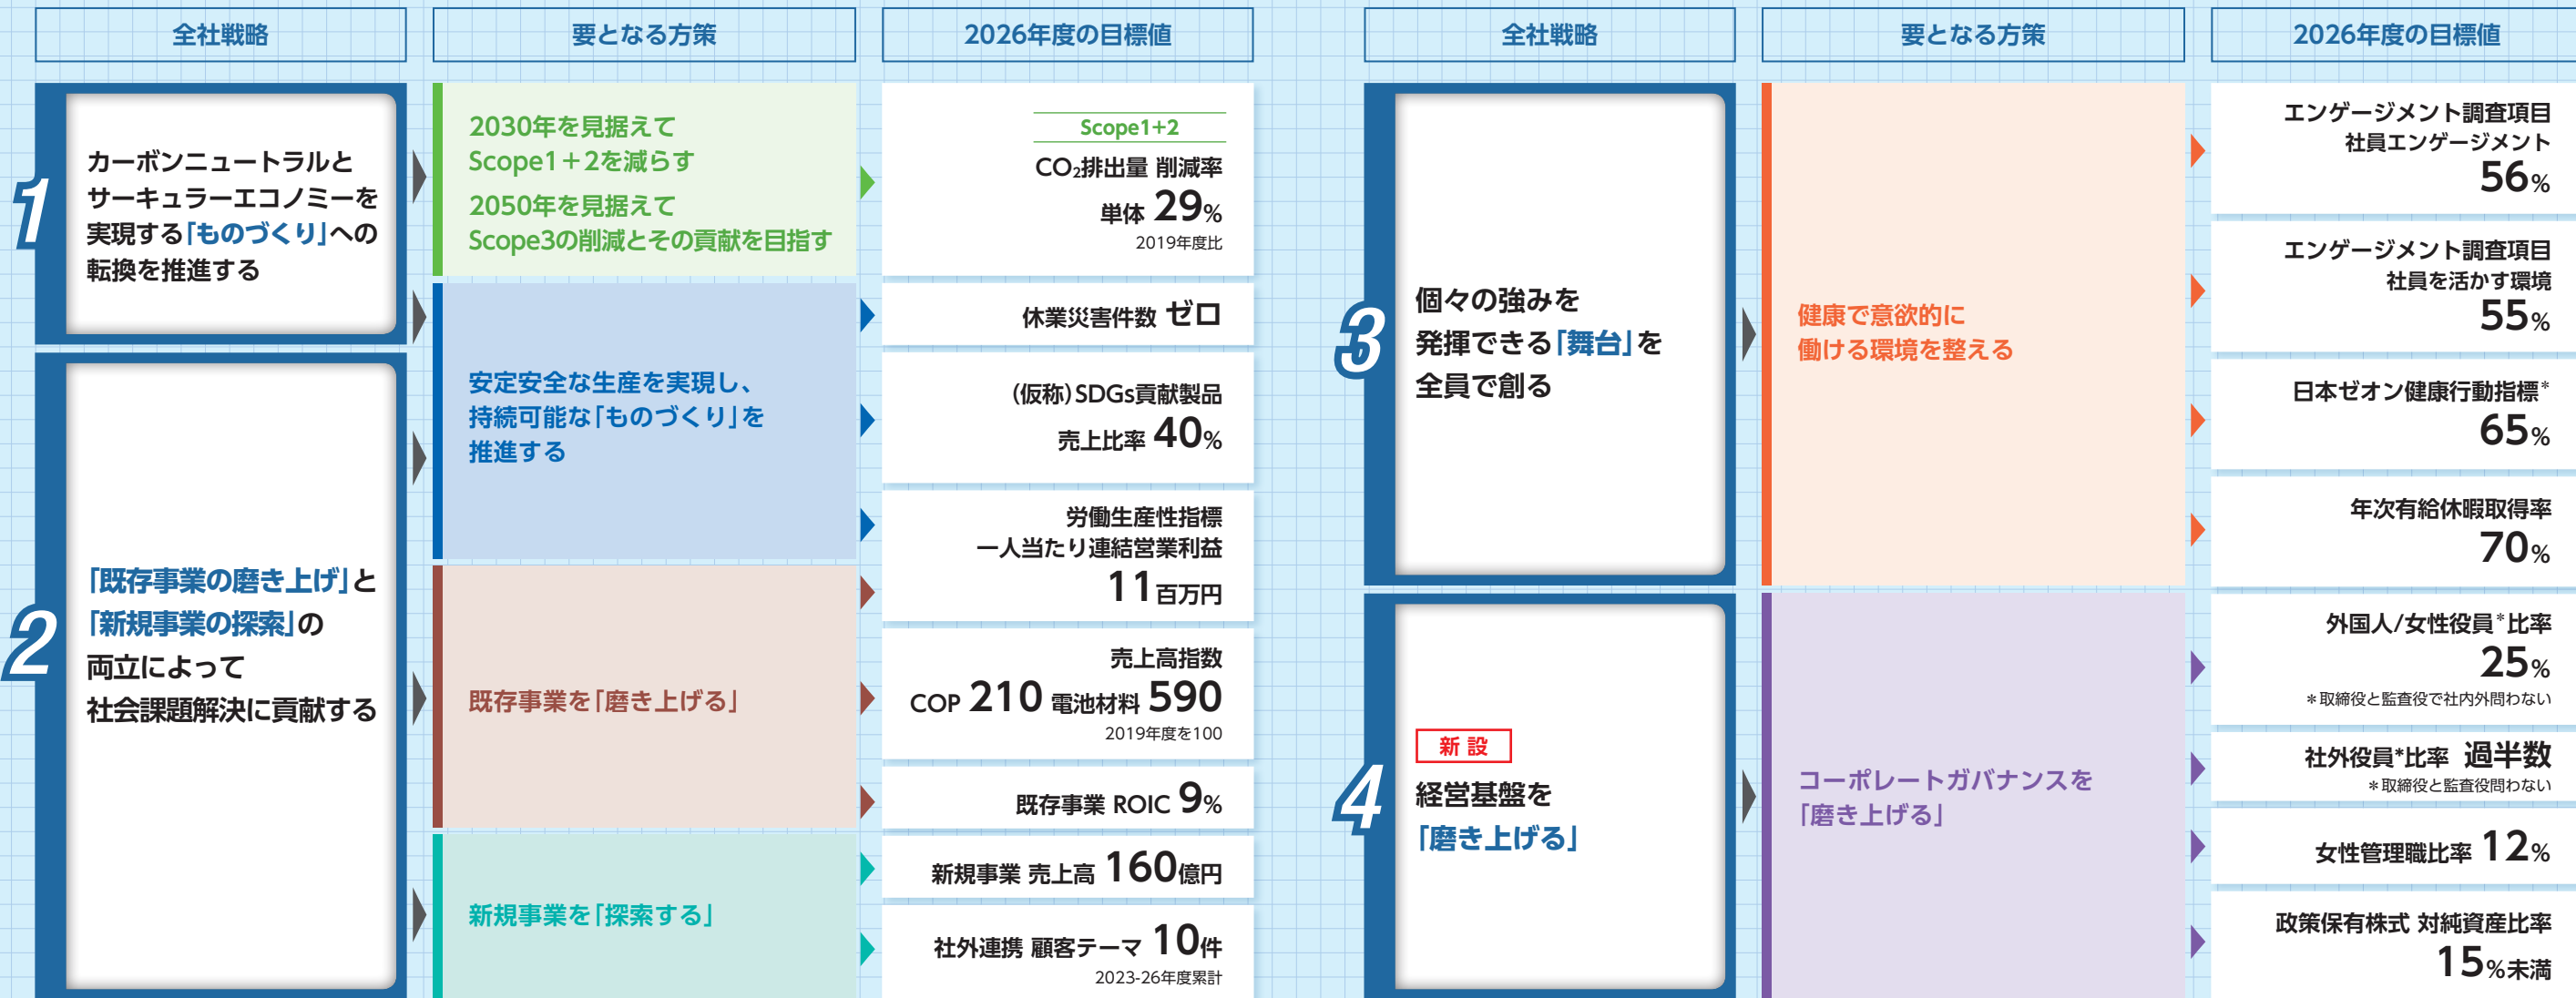 全社戦略
要となる方策
2026年度の目標値
1
カーボンニュートラルと
サーキュラーエコノミーを
実現する「ものづくり」への
転換を推進する
2030年を見据えて
Scope1+2を減らす
2050年を見据えて
Scope3の削減とその貢献を目指す
Scope1+2
CO₂排出量 削減率
単体 29%
2019年度比
安定安全な生産を実現し、
持続可能な「ものづくり」を
推進する
休業災害件数 ゼロ
(仮称)SDGs貢献製品
売上比率 40%
労働生産性指標
一人当たり連結営業利益
11百万円
2
「既存事業の磨き上げ」と
「新規事業の探索」の
両立によって
社会課題解決に貢献する
既存事業を「磨き上げる」
売上高指数
COP 210 電池材料 590
2019年度を100
既存事業 ROIC 9%
新規事業を「探索する」
新規事業 売上高 160億円
社外連携 顧客テーマ 10件
2023-26年度累計
全社戦略
要となる方策
2026年度の目標値
3
個々の強みを
発揮できる「舞台」を
全員で創る
健康で意欲的に
働ける環境を整える
エンゲージメント調査項目
社員エンゲージメント
56%
エンゲージメント調査項目
社員を活かす環境
55%
日本ゼオン健康行動指標*
65%
年次有給休暇取得率
70%
4
新設
経営基盤を
「磨き上げる」
コーポレートガバナンスを
「磨き上げる」
外国人/女性役員*比率
25%
*取締役と監査役で社内外問わない
社外役員*比率 過半数
*取締役と監査役問わない
女性管理職比率 12%
政策保有株式 対純資産比率
15%未満